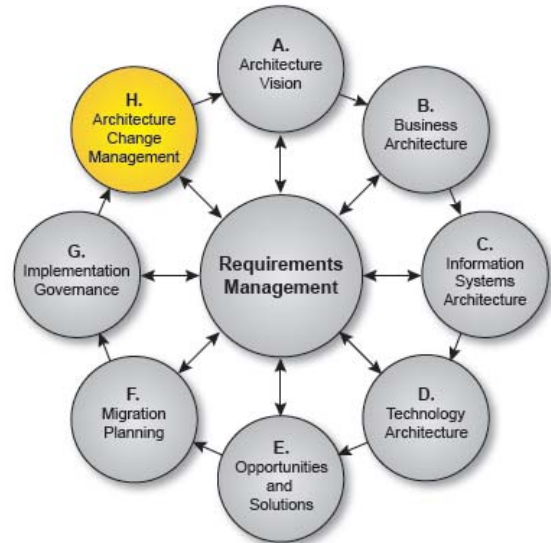 A.
Architecture
Vision
B.
Business
Architecture
C.
Information
Systems
Architecture
D.
Technology
Architecture
E.
Opportunities
and
Solutions
F.
Migration
Planning
G.
Implementation
Governance
H.
Architecture
Change
Management
Requirements
Management